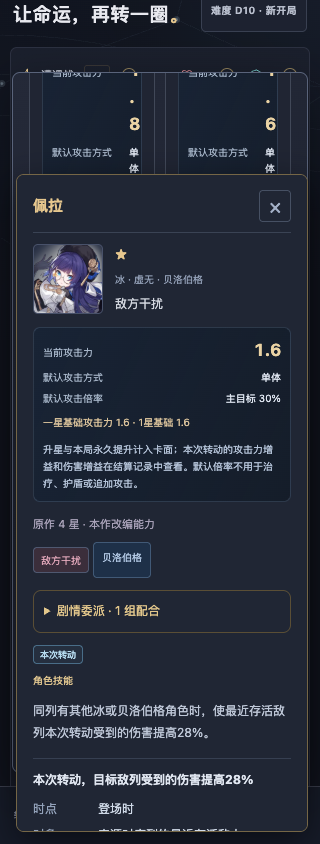 让命运，再转一圈。
难度 D10 · 新开局
当前攻击力
当前攻击力
8
6
默认攻击方式 单体
默认攻击方式 单体
佩拉
×
★
冰 · 虚无 · 贝洛伯格
敌方干扰
当前攻击力 1.6
默认攻击方式 单体
默认攻击倍率 主目标 30%
一星基础攻击力 1.6 · 1星基础 1.6
升星与本局永久提升计入卡面；本次转动的攻击力增
益和伤害增益在结算记录中查看。默认倍率不用于治
疗、护盾或追加攻击。
原作 4 星 · 本作改编能力
敌方干扰 贝洛伯格
▶ 剧情委派 · 1 组配合
本次转动
角色技能
同列有其他冰或贝洛伯格角色时，使最近存活敌
列本次转动受到的伤害提高28%。
本次转动，目标敌列受到的伤害提高28%
时点 登场时